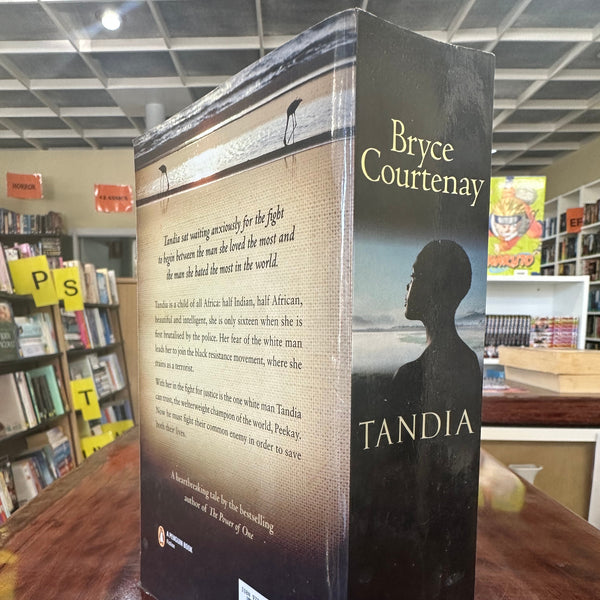 HORROR
CLASSICS
P
S
T
Tandia sat waiting anxiously for the fight
to begin between the man she loved the most and
the man she hated the most in the world.
Tandia is a child of all Africa: half Indian, half African,
beautiful and intelligent, she is only sixteen when she is
first brutalised by the police. Her fear of the white man
leads her to join the black resistance movement, where she
trains as a terrorist.
With her in the fight for justice is the one white man Tandia
can trust, the welterweight champion of the world, Peekay.
Now he must fight their common enemy in order to save
both their lives.
A heartbreaking tale by the bestselling
author of The Power of One
A PENGUIN BOOK
Fiction
Bryce
Courtenay
TANDIA
NARUTO
EF